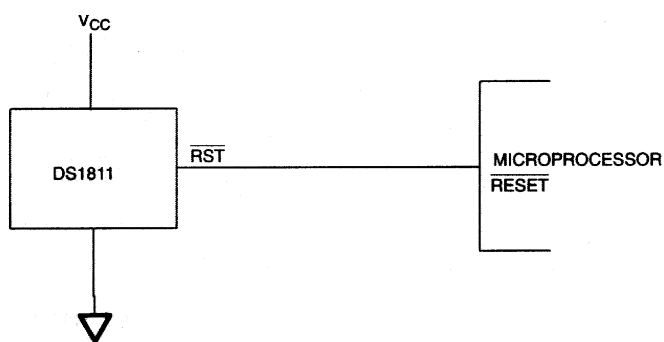 VCC
RST
DS1811
MICROPROCESSOR
RESET